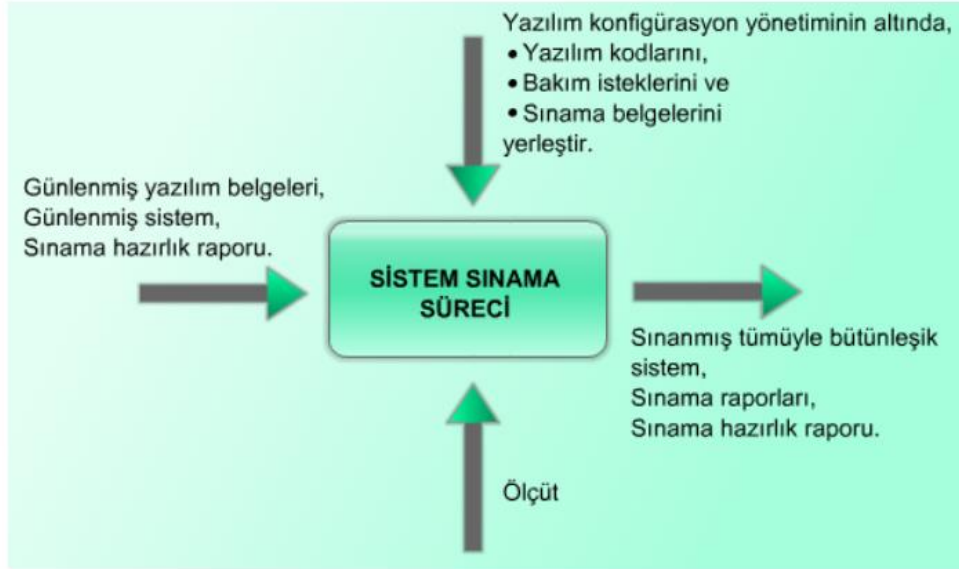 Yazılım konfigürasyon yönetiminin altında,
• Yazılım kodlarını,
• Bakım isteklerini ve
• Sınama belgelerini
yerleştir.
Günlenmiş yazılım belgeleri,
Günlenmiş sistem,
Sınama hazırlık raporu.
SİSTEM SINAMA
SÜRECİ
Sınanmış tümüyle bütünleşik
sistem,
Sınama raporları,
Sınama hazırlık raporu.
Ölçüt